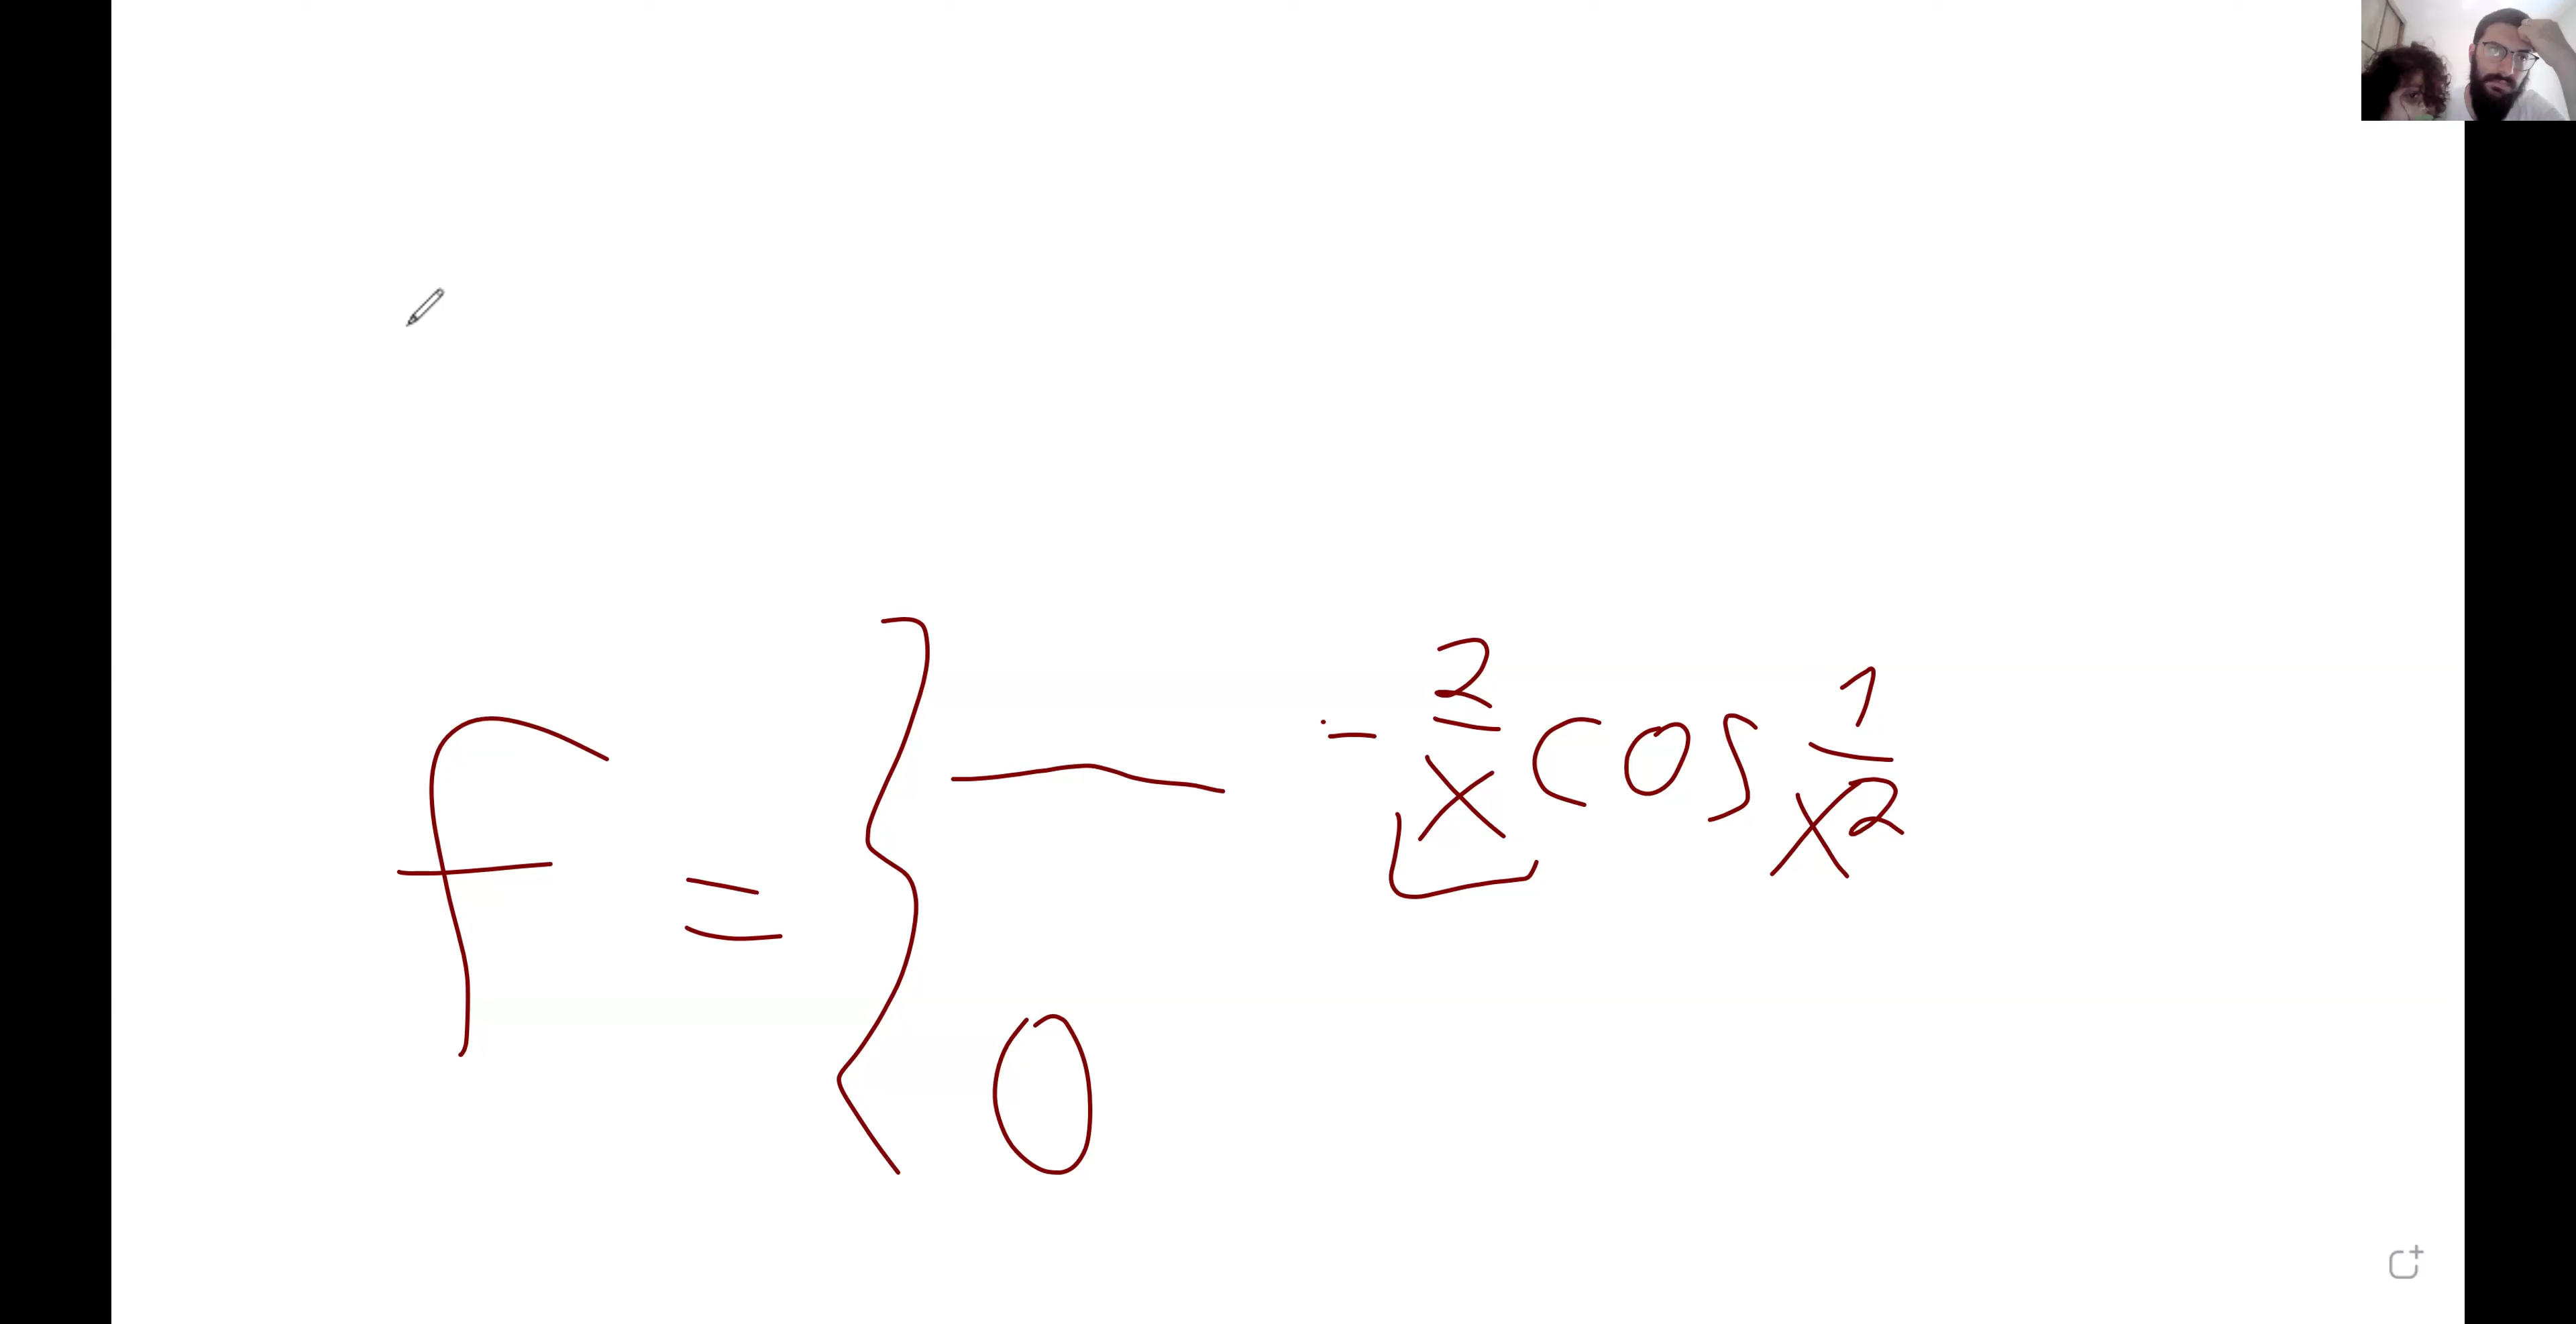 f = { — - 2/x cos 1/x²
0